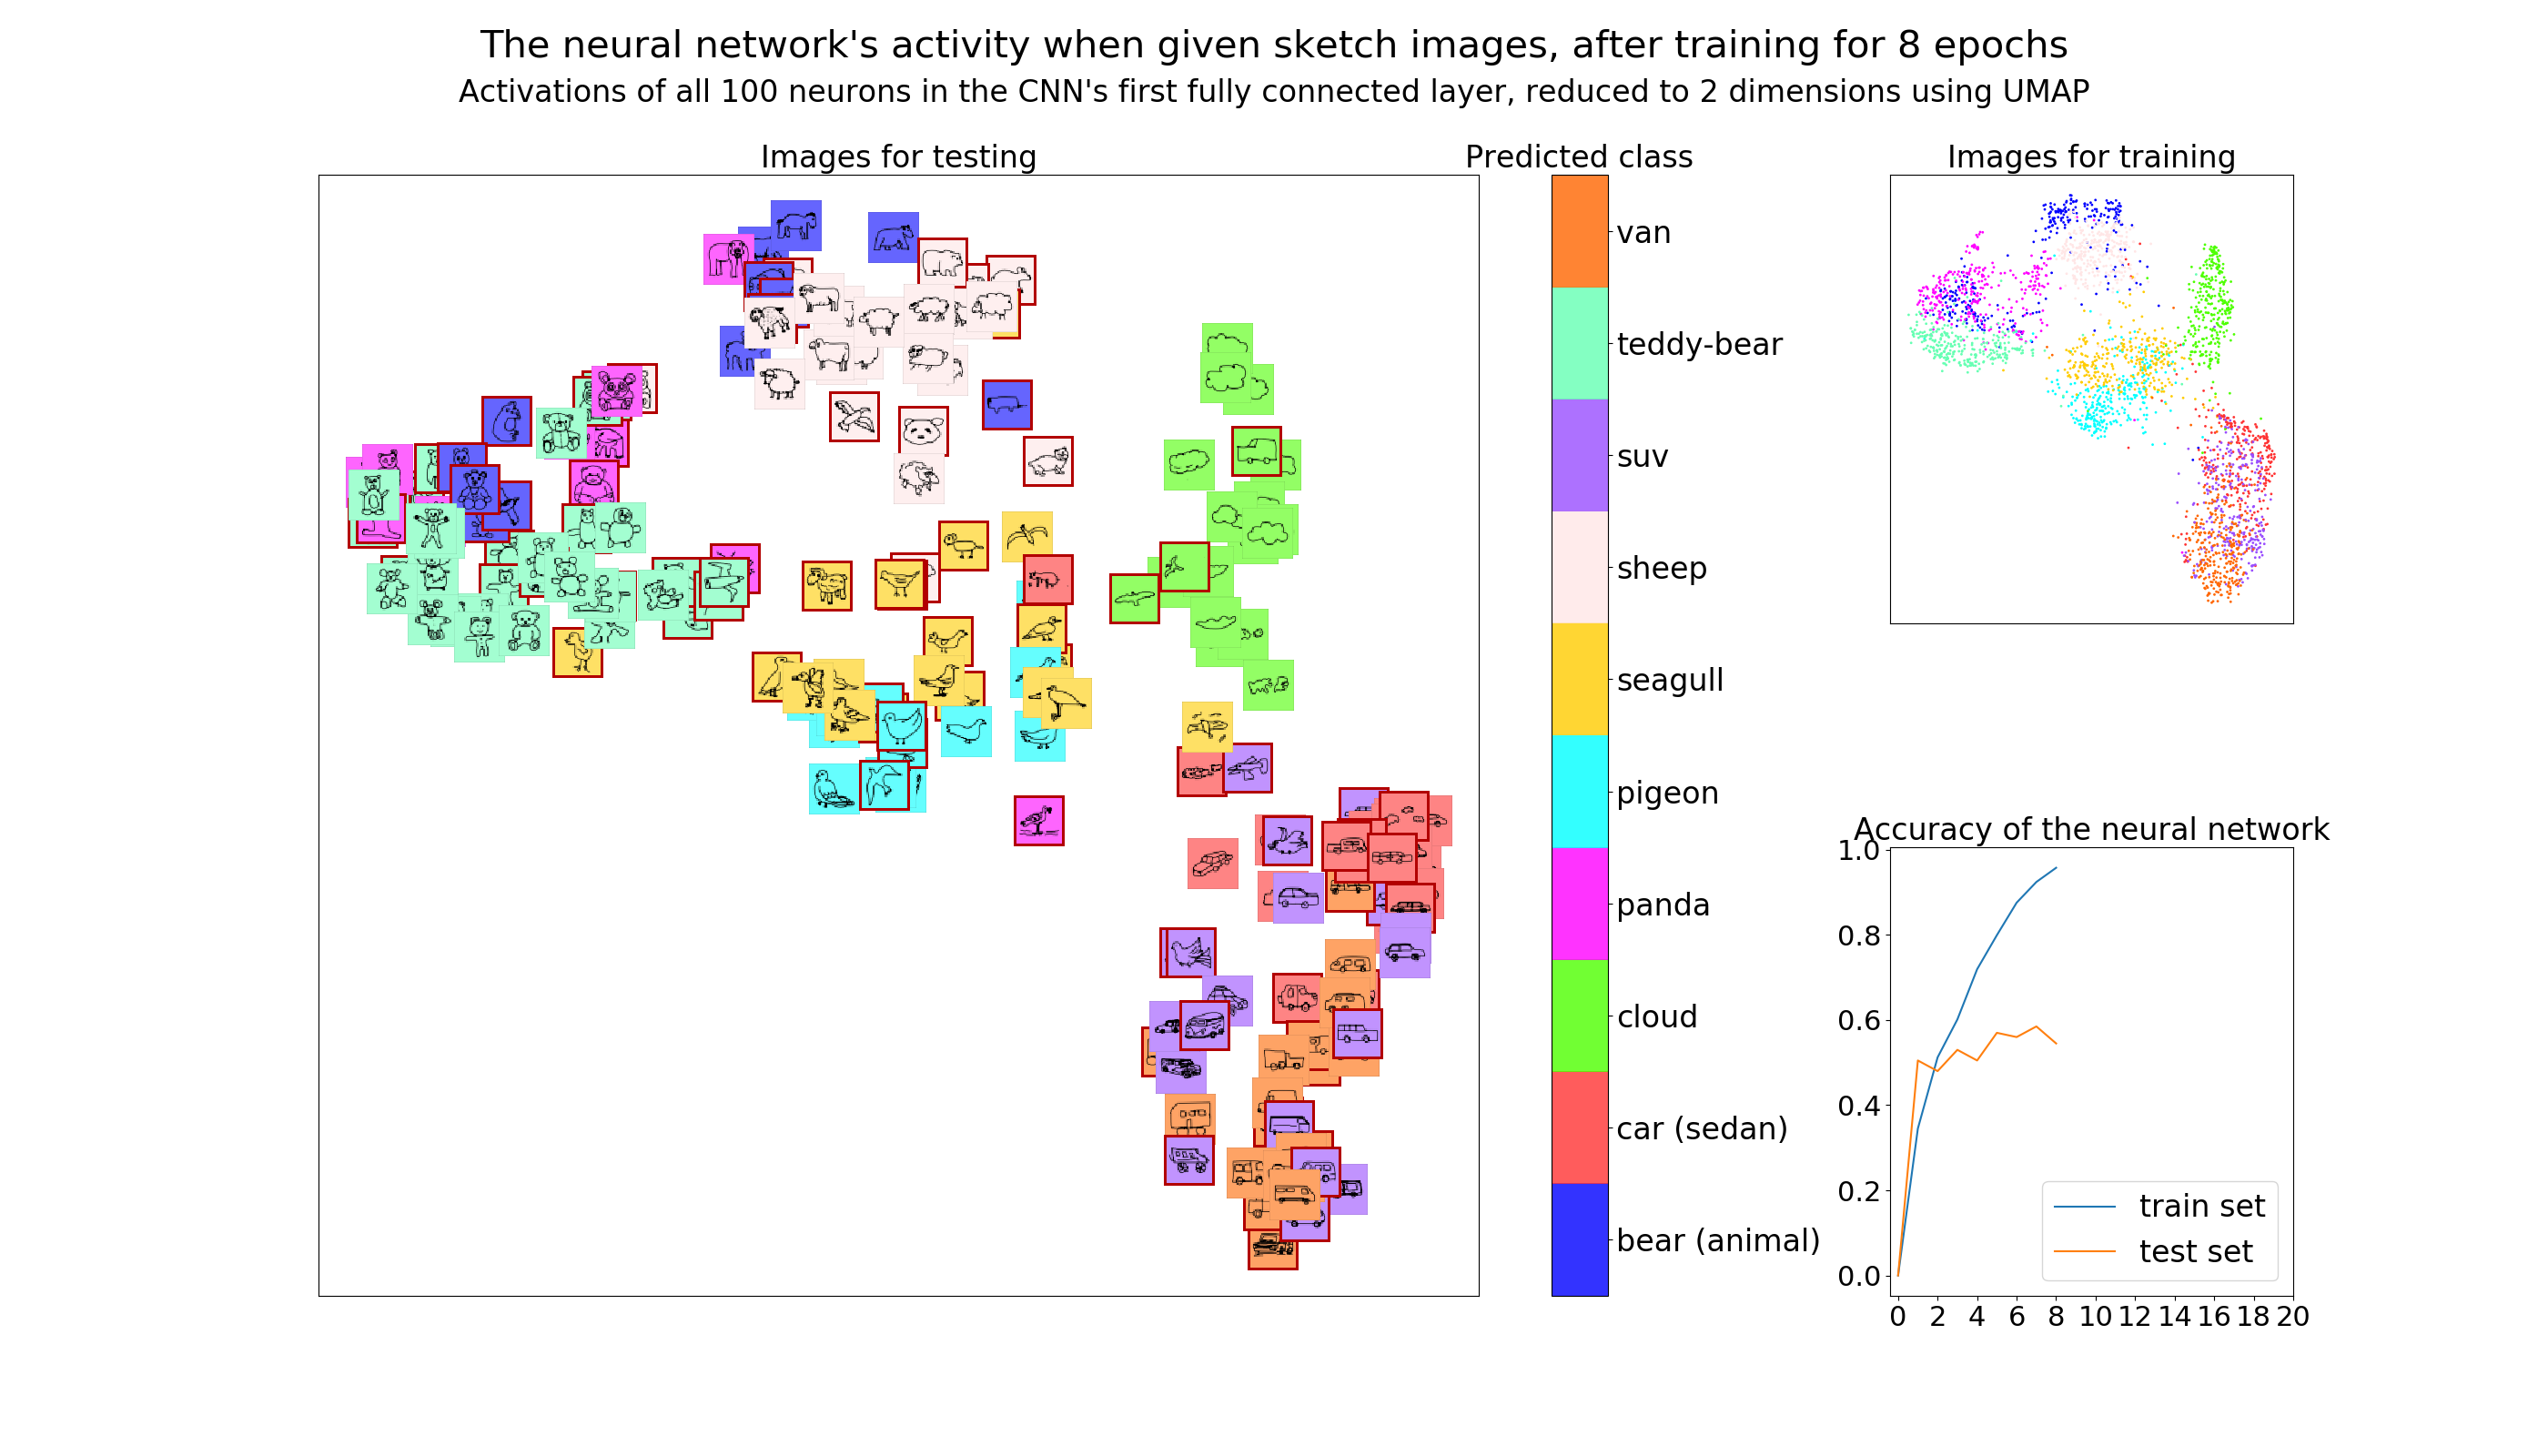 The neural network's activity when given sketch images, after training for 8 epochs
Activations of all 100 neurons in the CNN's first fully connected layer, reduced to 2 dimensions using UMAP
Images for testing
Predicted class
van
teddy-bear
suv
sheep
seagull
pigeon
panda
cloud
car (sedan)
bear (animal)
Images for training
Accuracy of the neural network
1.0
0.8
0.6
0.4
0.2
0.0
train set
test set
0 2 4 6 8 10 12 14 16 18 20